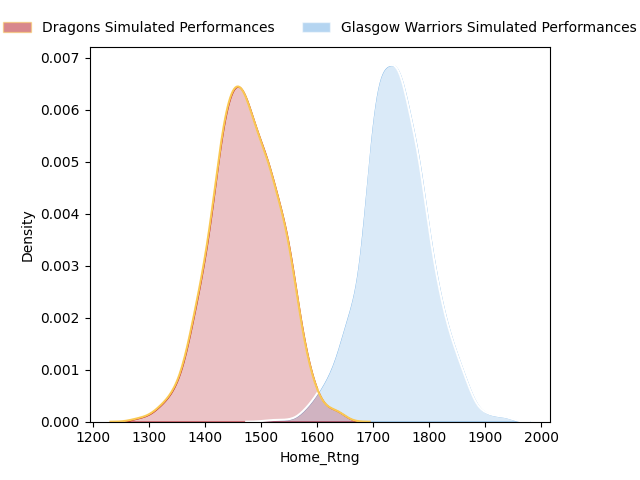 Dragons Simulated Performances
Glasgow Warriors Simulated Performances
0.007
0.006
0.005
0.004
0.003
0.002
0.001
0.000
Density
1200 1300 1400 1500 1600 1700 1800 1900 2000
Home_Rtng